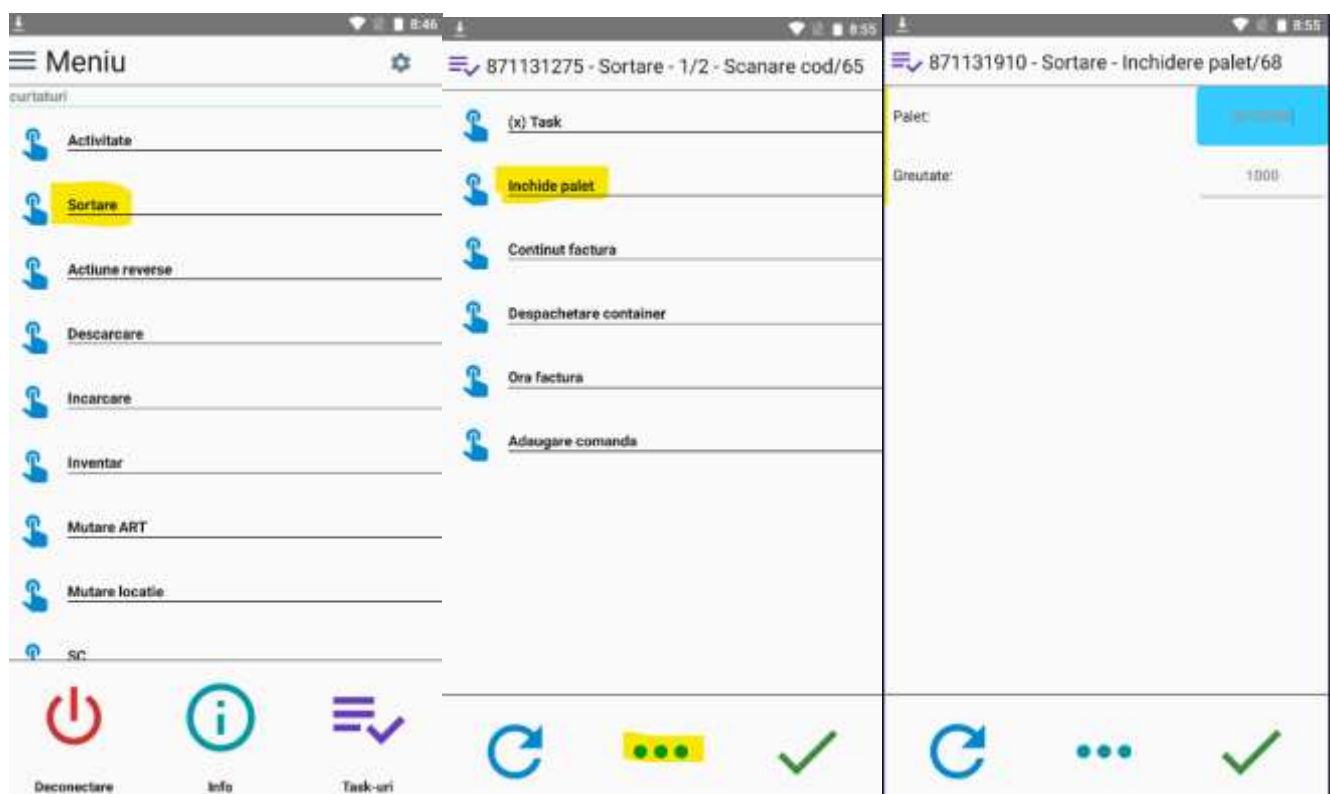 8:46
Meniu
curtaturi
Activitate
Sortare
Actiune reverse
Descarcare
Incarcare
Inventar
Mutare ART
Mutare locatie
SC
Deconectare
Info
Task-uri
8:55
871131275 - Sortare - 1/2 - Scanare cod/65
(x) Task
Inchide palet
Continut factura
Despachetare container
Ora factura
Adaugare comanda
8:55
871131910 - Sortare - Inchidere palet/68
Palet:
Greutate:
1000